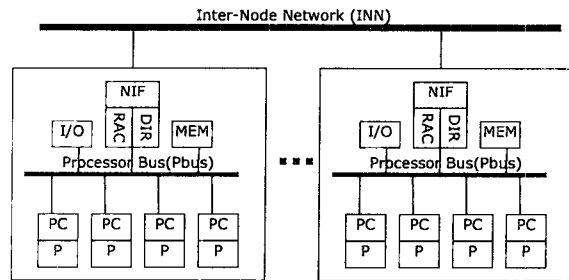 Inter-Node Network (INN)
NIF NIF
RAC DIR RAC DIR
I/O MEM I/O MEM
Processor Bus(Pbus) Processor Bus(Pbus)
PC PC PC PC PC PC PC PC
P P P P P P P P